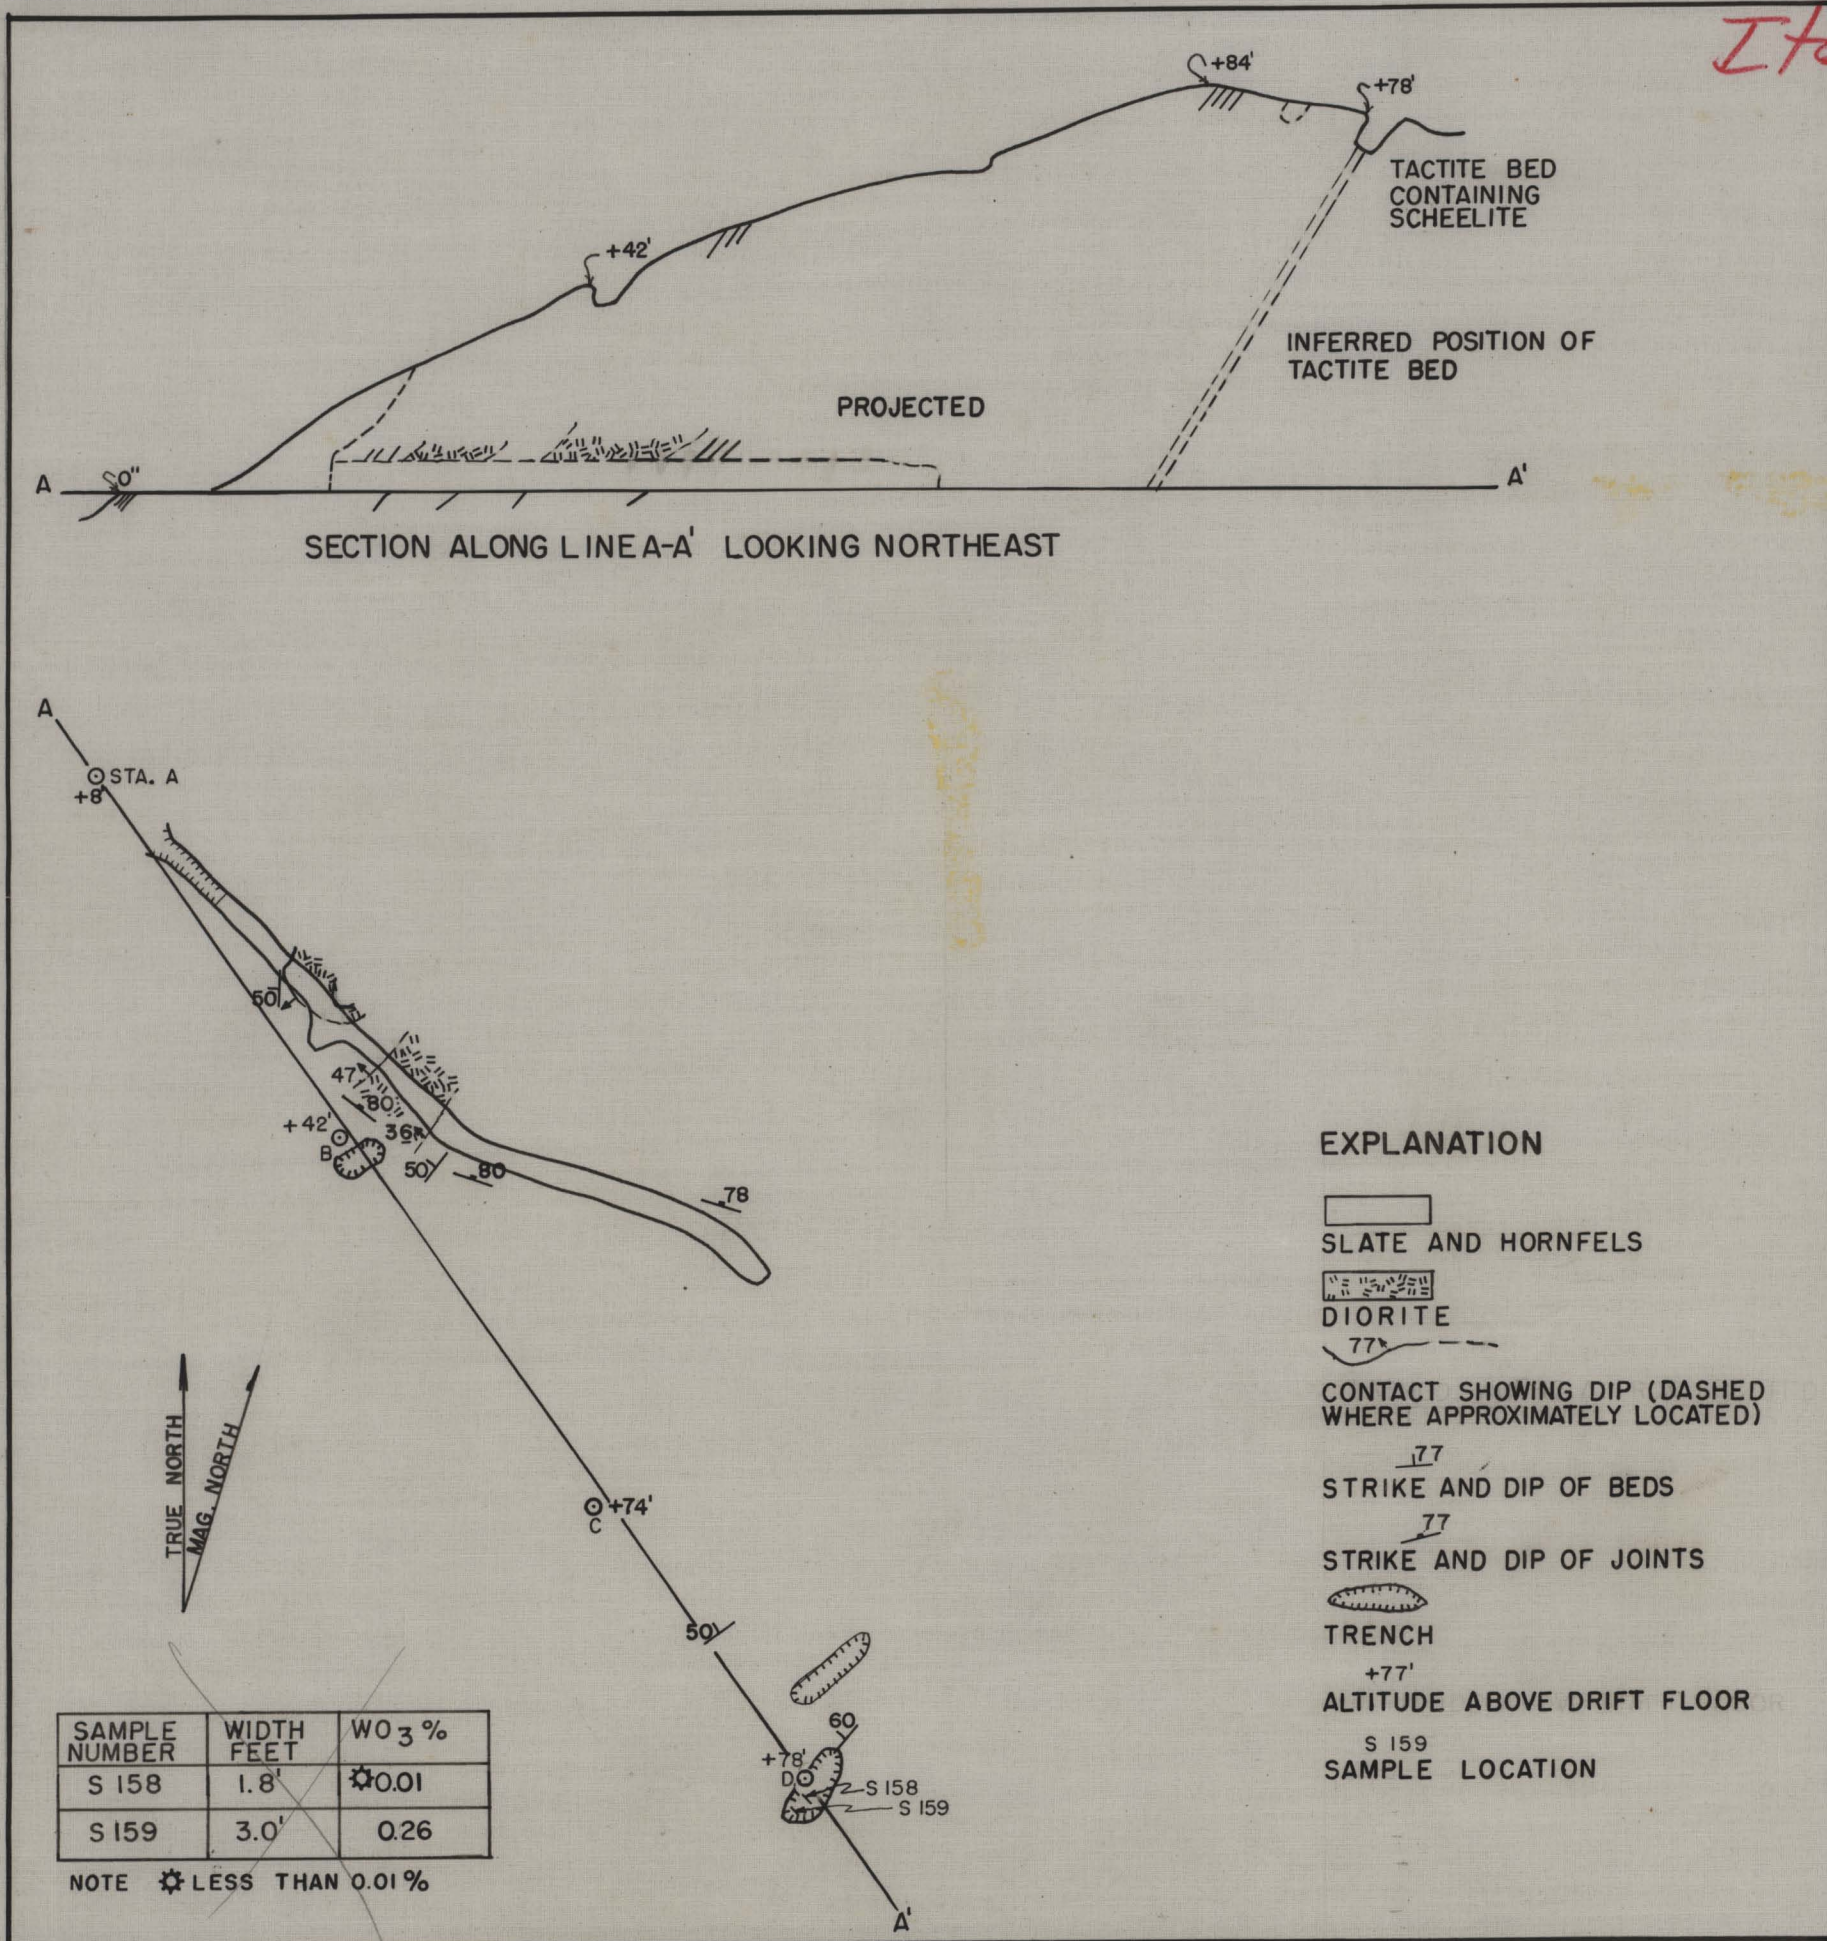 +84'
+78'
TACTITE BED
CONTAINING
SCHEELITE
+42'
INFERRED POSITION OF
TACTITE BED
PROJECTED
A
0"
A'
SECTION ALONG LINE A-A' LOOKING NORTHEAST
A
STA. A
+8'
50
47
80
+42'
36
B
50
80
78
TRUE NORTH
MAG. NORTH
+74'
C
50
60
+78'
D
S 158
S 159
A'
EXPLANATION
SLATE AND HORNFELS
DIORITE
77
CONTACT SHOWING DIP (DASHED
WHERE APPROXIMATELY LOCATED)
77
STRIKE AND DIP OF BEDS
77
STRIKE AND DIP OF JOINTS
TRENCH
+77'
ALTITUDE ABOVE DRIFT FLOOR
S 159
SAMPLE LOCATION
SAMPLE NUMBER WIDTH FEET WO3 %
S 158 1.8' ☼0.01
S 159 3.0' 0.26
NOTE ☼ LESS THAN 0.01%